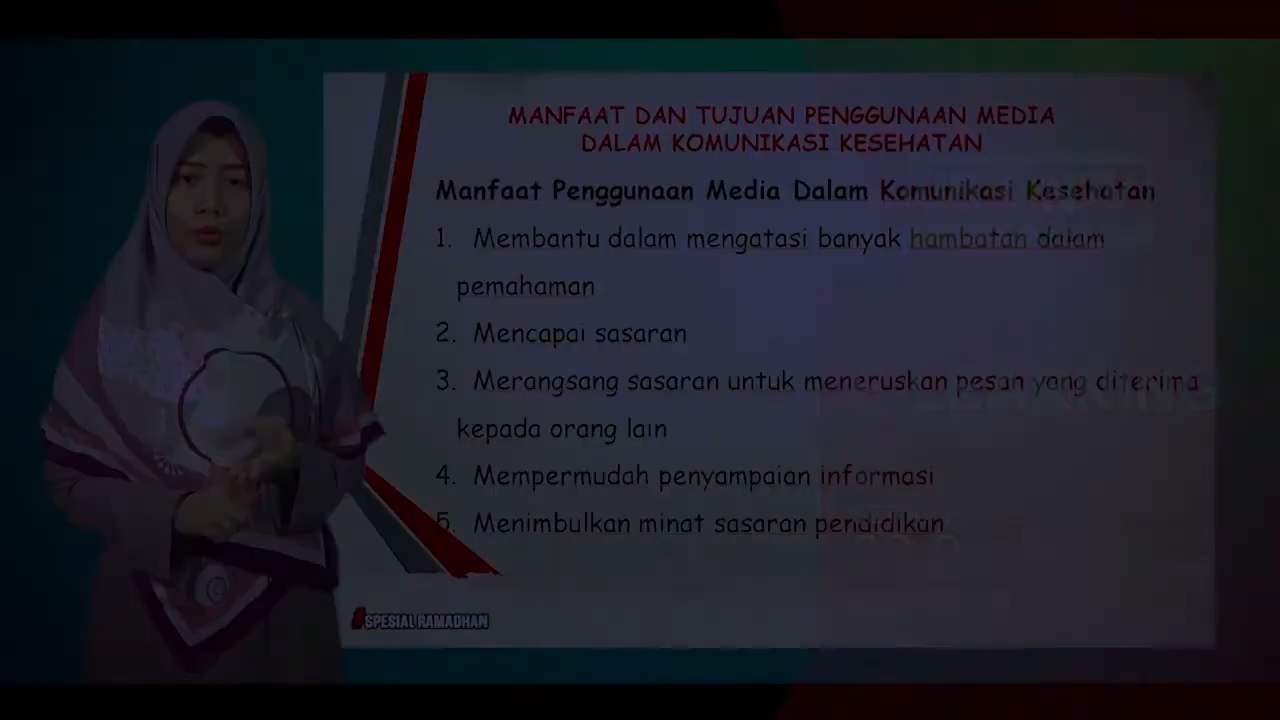 MANFAAT DAN TUJUAN PENGGUNAAN MEDIA
DALAM KOMUNIKASI KESEHATAN
Manfaat Penggunaan Media Dalam Komunikasi Kesehatan
1. Membantu dalam mengatasi banyak hambatan dalam
pemahaman
2. Mencapai sasaran
3. Merangsang sasaran untuk meneruskan pesan yang diterima
kepada orang lain
4. Mempermudah penyampaian informasi
5. Menimbulkan minat sasaran pendidikan
#SPESIAL RAMADHAN